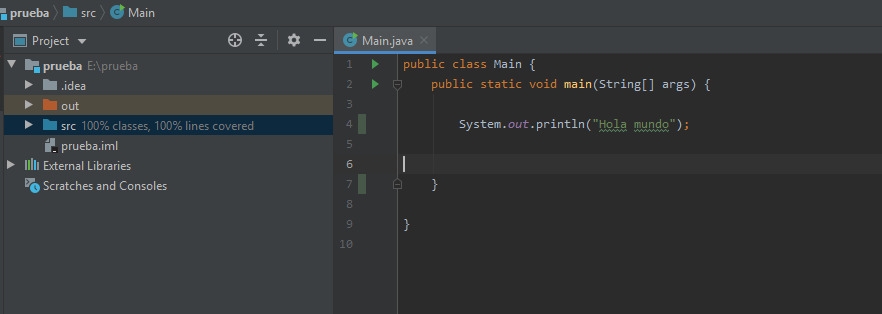 prueba > src > Main
Project
prueba E:\prueba
.idea
out
src 100% classes, 100% lines covered
prueba.iml
External Libraries
Scratches and Consoles
Main.java
1 public class Main {
2 public static void main(String[] args) {
3
4 System.out.println("Hola mundo");
5
6
7 }
8
9 }
10